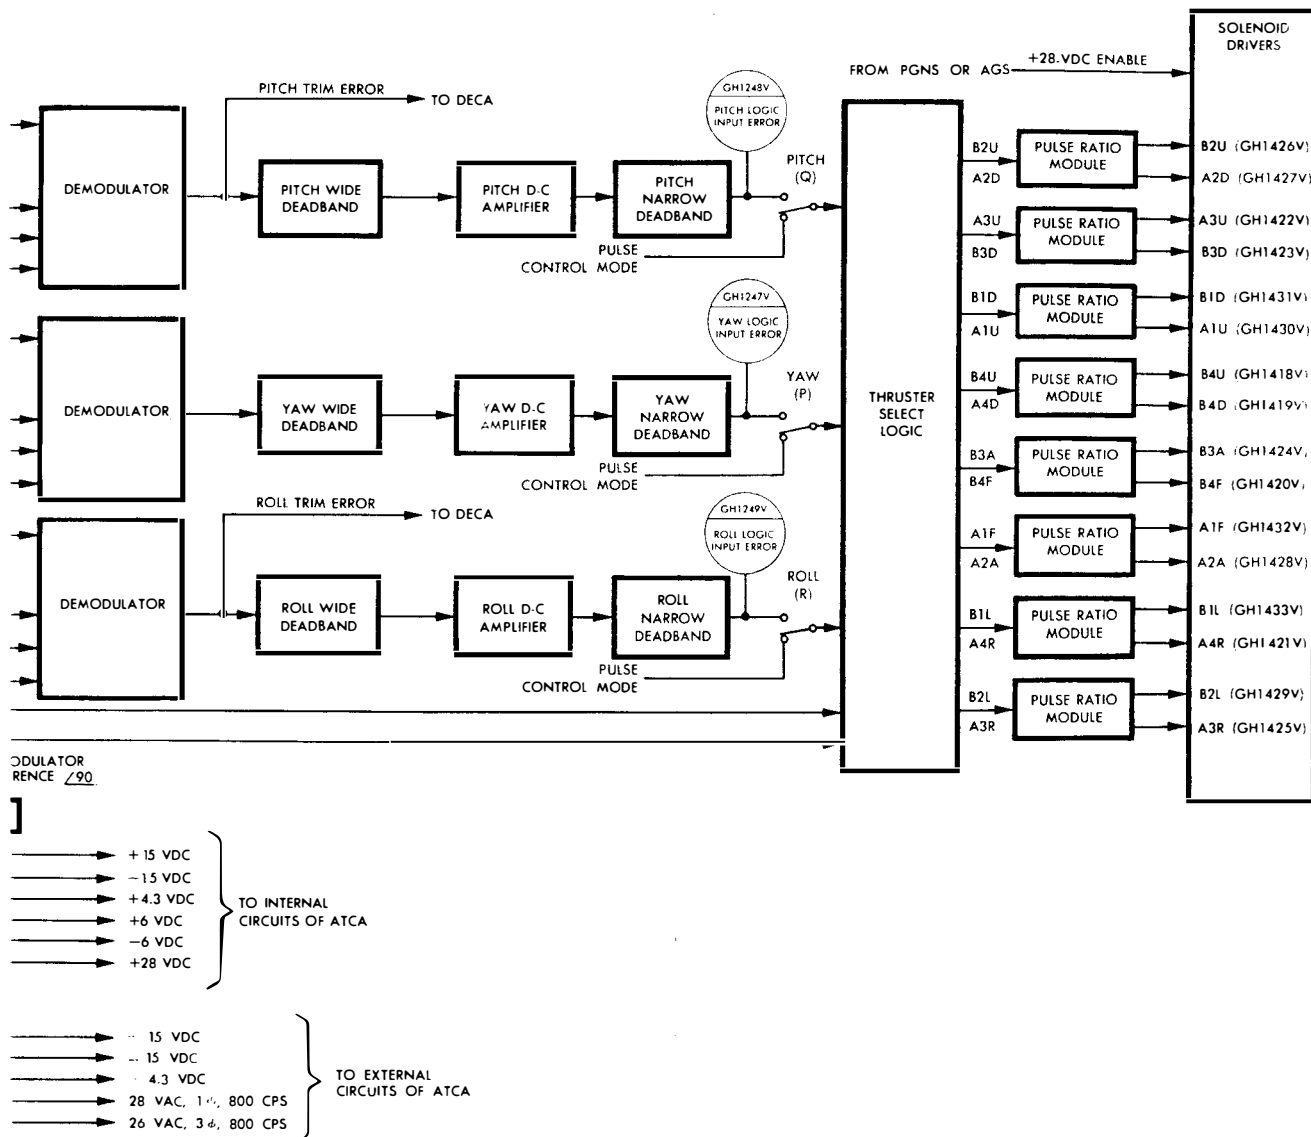 SOLENOID
DRIVERS
FROM PGNS OR AGS
+28-VDC ENABLE
PITCH TRIM ERROR
TO DECA
GH1248V
PITCH LOGIC
INPUT ERROR
DEMODULATOR
PITCH WIDE
DEADBAND
PITCH D-C
AMPLIFIER
PITCH
NARROW
DEADBAND
PITCH
(Q)
PULSE
CONTROL MODE
GH1247V
YAW LOGIC
INPUT ERROR
DEMODULATOR
YAW WIDE
DEADBAND
YAW D-C
AMPLIFIER
YAW
NARROW
DEADBAND
YAW
(P)
PULSE
CONTROL MODE
ROLL TRIM ERROR
TO DECA
GH1249V
ROLL LOGIC
INPUT ERROR
DEMODULATOR
ROLL WIDE
DEADBAND
ROLL D-C
AMPLIFIER
ROLL
NARROW
DEADBAND
ROLL
(R)
PULSE
CONTROL MODE
THRUSTER
SELECT
LOGIC
B2U
A2D
PULSE RATIO
MODULE
B2U (GH1426V)
A2D (GH1427V)
A3U
B3D
PULSE RATIO
MODULE
A3U (GH1422V)
B3D (GH1423V)
B1D
A1U
PULSE RATIO
MODULE
B1D (GH1431V)
A1U (GH1430V)
B4U
A4D
PULSE RATIO
MODULE
B4U (GH1418V)
B4D (GH1419V)
B3A
B4F
PULSE RATIO
MODULE
B3A (GH1424V)
B4F (GH1420V)
A1F
A2A
PULSE RATIO
MODULE
A1F (GH1432V)
A2A (GH1428V)
B1L
A4R
PULSE RATIO
MODULE
B1L (GH1433V)
A4R (GH1421V)
B2L
A3R
PULSE RATIO
MODULE
B2L (GH1429V)
A3R (GH1425V)
ODULATOR
RENCE ∠90
+15 VDC
-15 VDC
+4.3 VDC
+6 VDC
-6 VDC
+28 VDC
TO INTERNAL
CIRCUITS OF ATCA
15 VDC
15 VDC
4.3 VDC
28 VAC, 1ϕ, 800 CPS
26 VAC, 3ϕ, 800 CPS
TO EXTERNAL
CIRCUITS OF ATCA